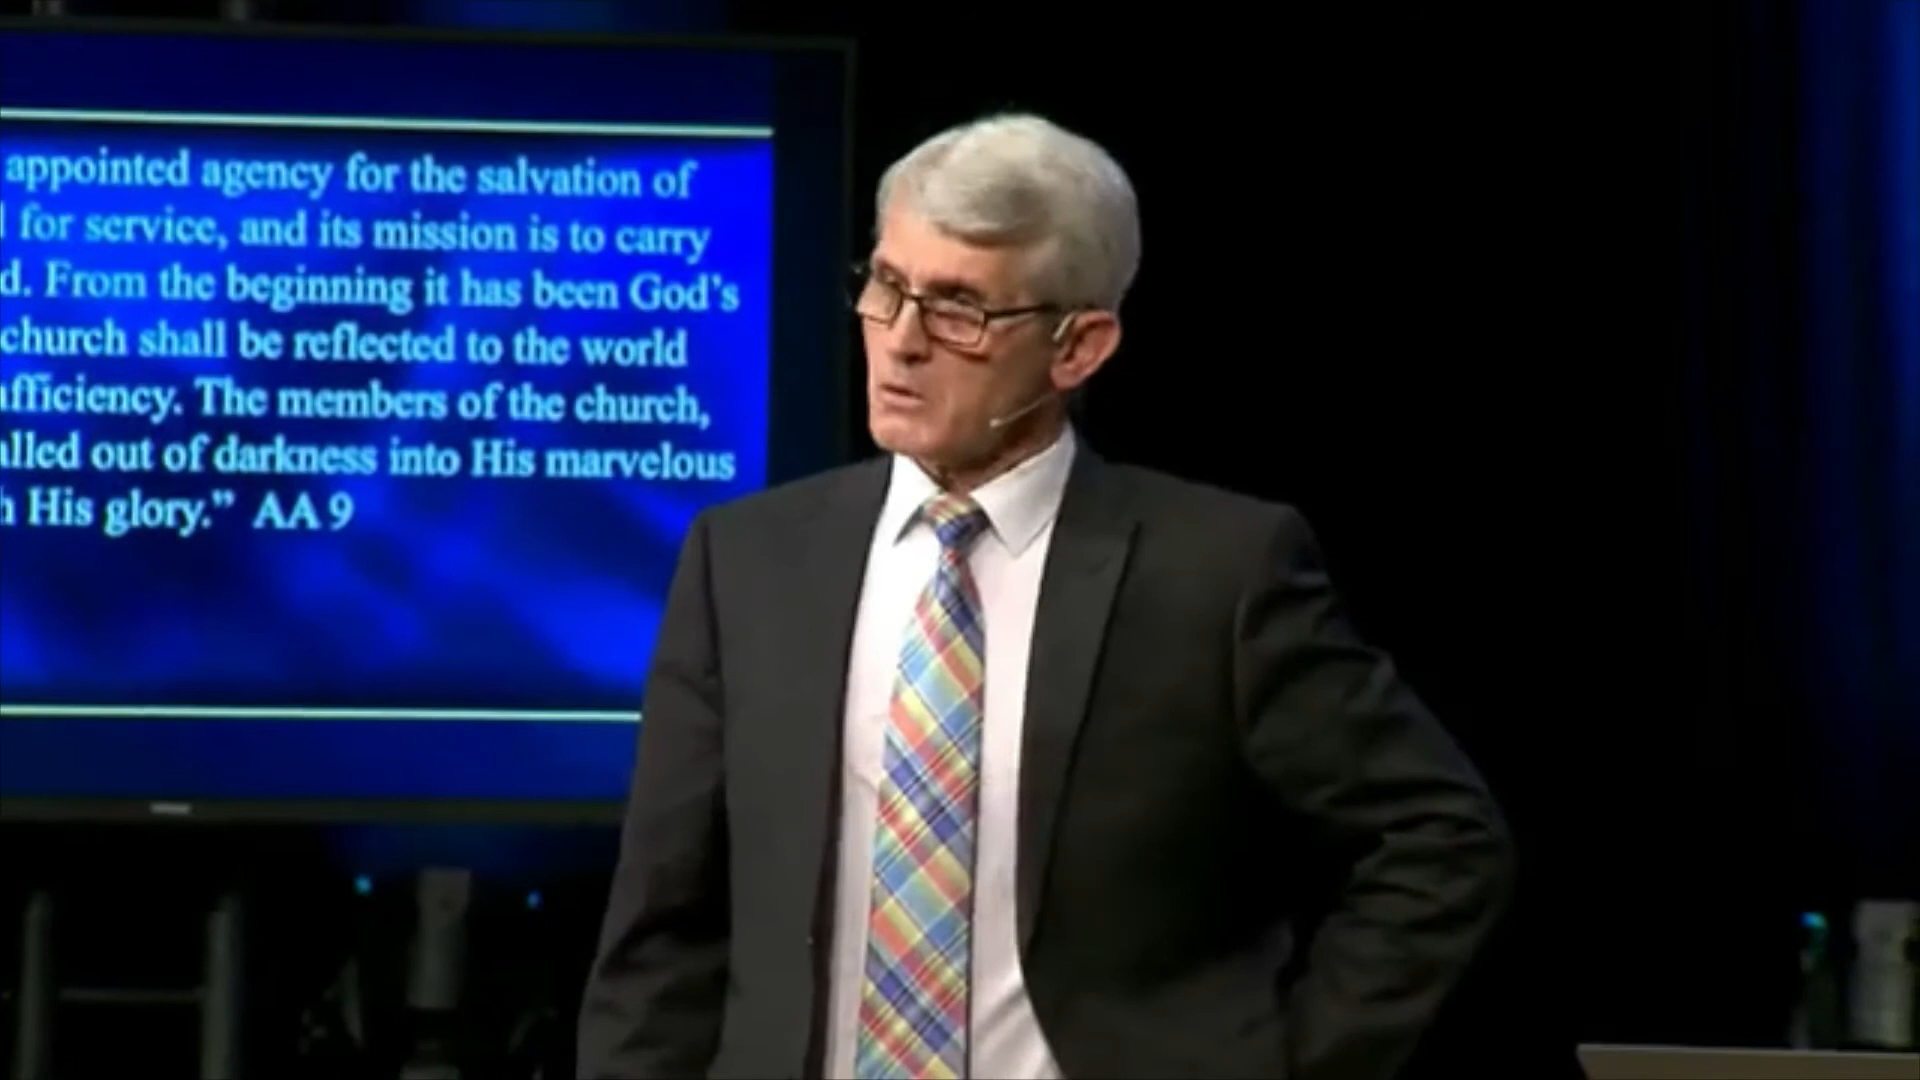 appointed agency for the salvation of
for service, and its mission is to carry
d. From the beginning it has been God's
church shall be reflected to the world
fficiency. The members of the church,
alled out of darkness into His marvelous
h His glory.” AA 9